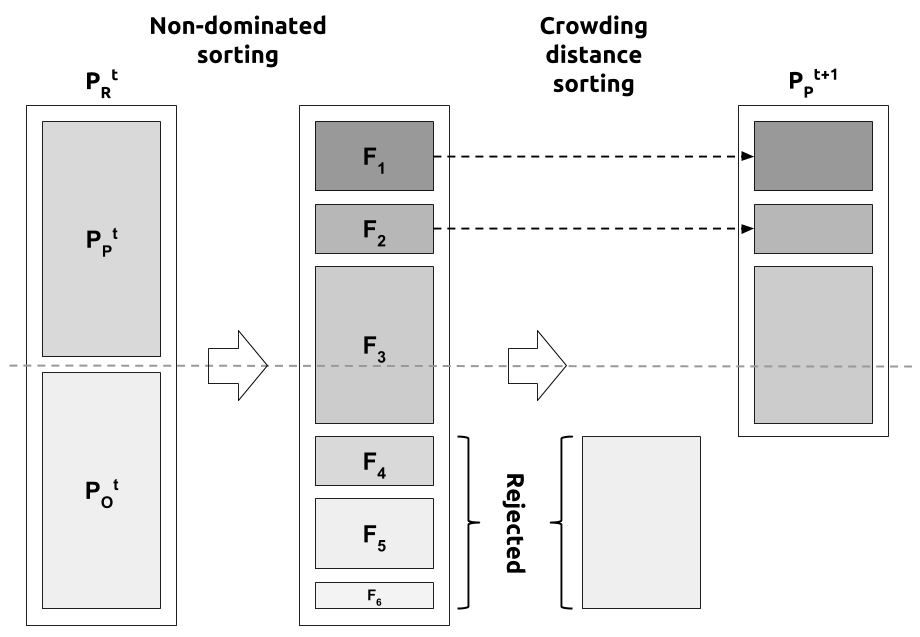 Non-dominated
sorting
Crowding
distance
sorting
P_R^t
P_P^{t+1}
P_P^t
P_O^t
F_1
F_2
F_3
F_4
F_5
F_6
Rejected